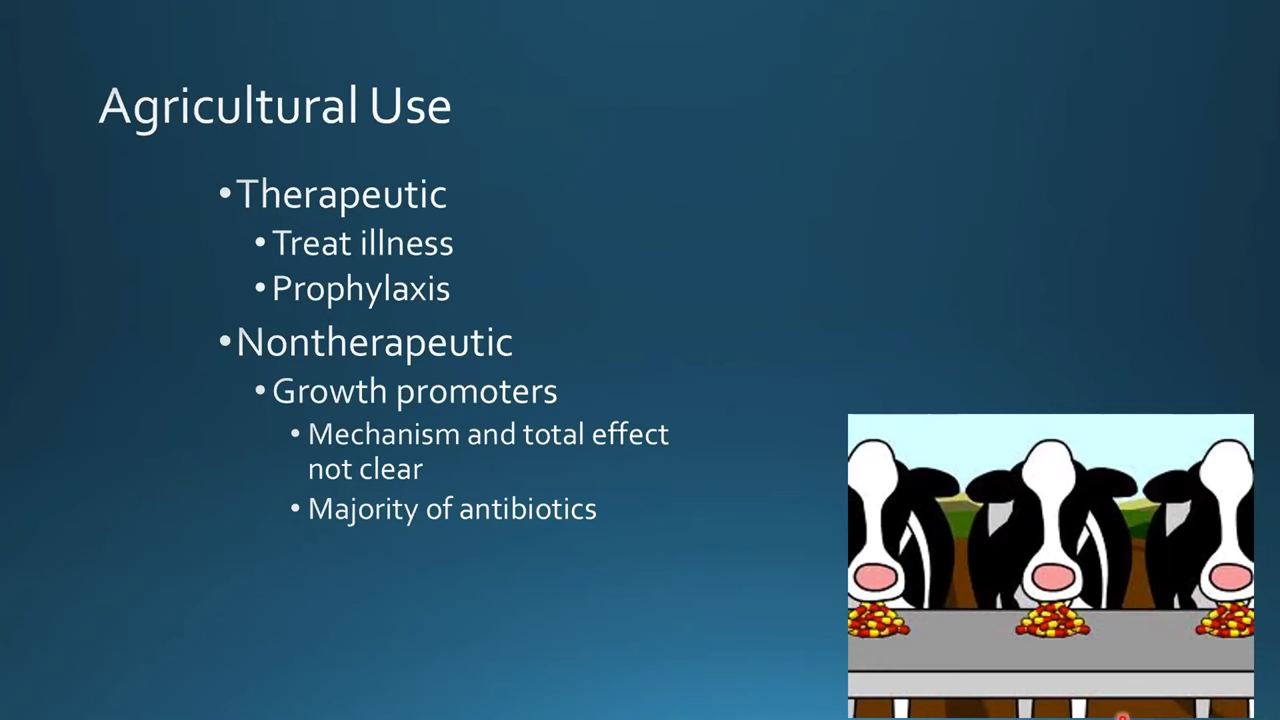 Agricultural Use
•Therapeutic
•Treat illness
•Prophylaxis
•Nontherapeutic
•Growth promoters
•Mechanism and total effect
not clear
•Majority of antibiotics